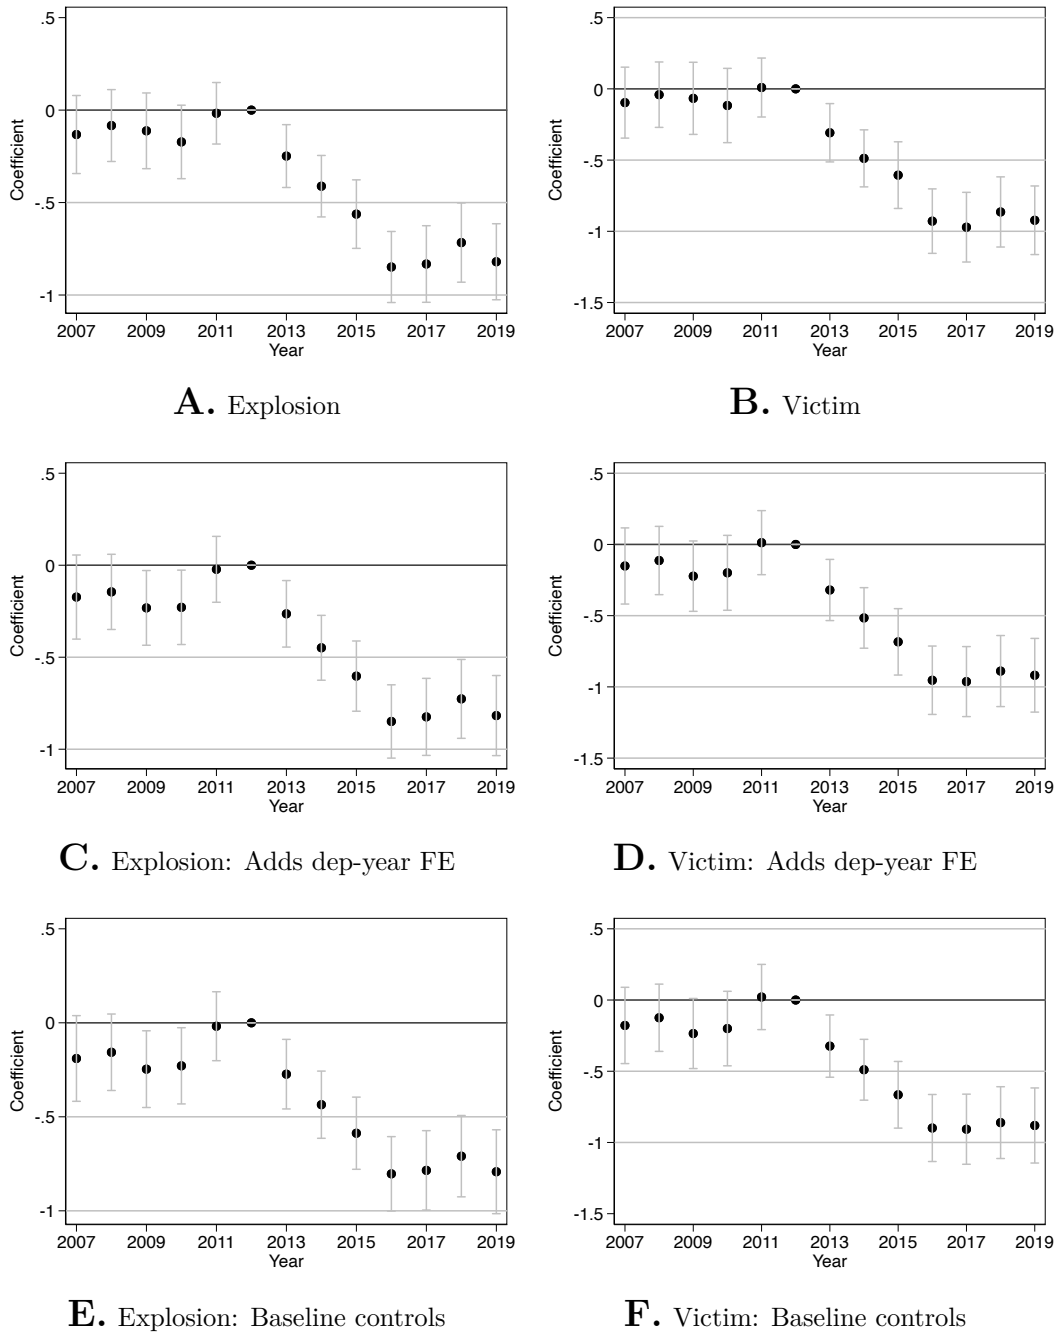 .5
0
-.5
-1
Coefficient
2007 2009 2011 2013 2015 2017 2019
Year
A. Explosion
.5
0
-.5
-1
-1.5
Coefficient
2007 2009 2011 2013 2015 2017 2019
Year
B. Victim
.5
0
-.5
-1
Coefficient
2007 2009 2011 2013 2015 2017 2019
Year
C. Explosion: Adds dep-year FE
.5
0
-.5
-1
-1.5
Coefficient
2007 2009 2011 2013 2015 2017 2019
Year
D. Victim: Adds dep-year FE
.5
0
-.5
-1
Coefficient
2007 2009 2011 2013 2015 2017 2019
Year
E. Explosion: Baseline controls
.5
0
-.5
-1
-1.5
Coefficient
2007 2009 2011 2013 2015 2017 2019
Year
F. Victim: Baseline controls